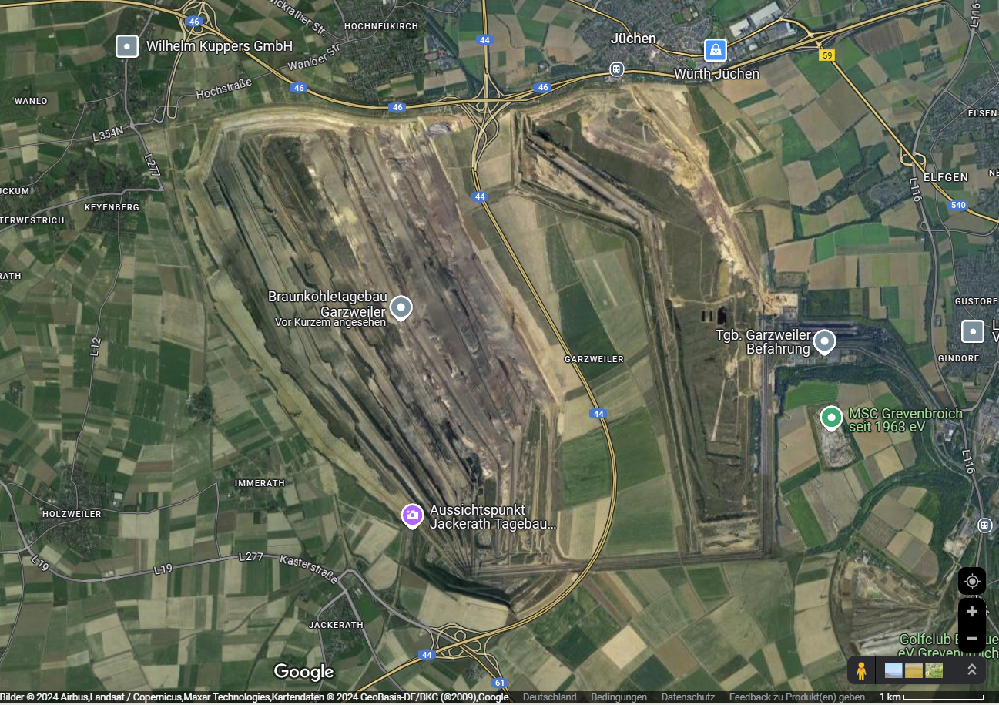 46
ckrather Str.
HOCHNEUKIRCH
44
Jüchen
L116
Wilhelm Küppers GmbH
Wanloer Str.
59
Würth Jüchen
Hochstraße
46
46
46
WANLO
ELSEN
L354N
L277
ELFGEN
NE
L116
CKUM
KEYENBERG
44
540
TERWESTRICH
RATH
Braunkohletagebau
Garzweiler
Vor Kurzem angesehen
GUSTORF
L
V
L12
Tgb. Garzweiler
Befahrung
GARZWEILER
GINDORF
44
MSC Grevenbroich
seit 1963 eV
L116
IMMERATH
HOLZWEILER
Aussichtspunkt
Jackerath Tagebau...
L19
L19
L277
Kasterstraße
JACKERATH
44
61
Golfclub E ue
eV Grevenbroich
Google
Bilder © 2024 Airbus,Landsat / Copernicus,Maxar Technologies,Kartendaten © 2024 GeoBasis-DE/BKG (©2009),Google Deutschland Bedingungen Datenschutz Feedback zu Produkt(en) geben 1 km